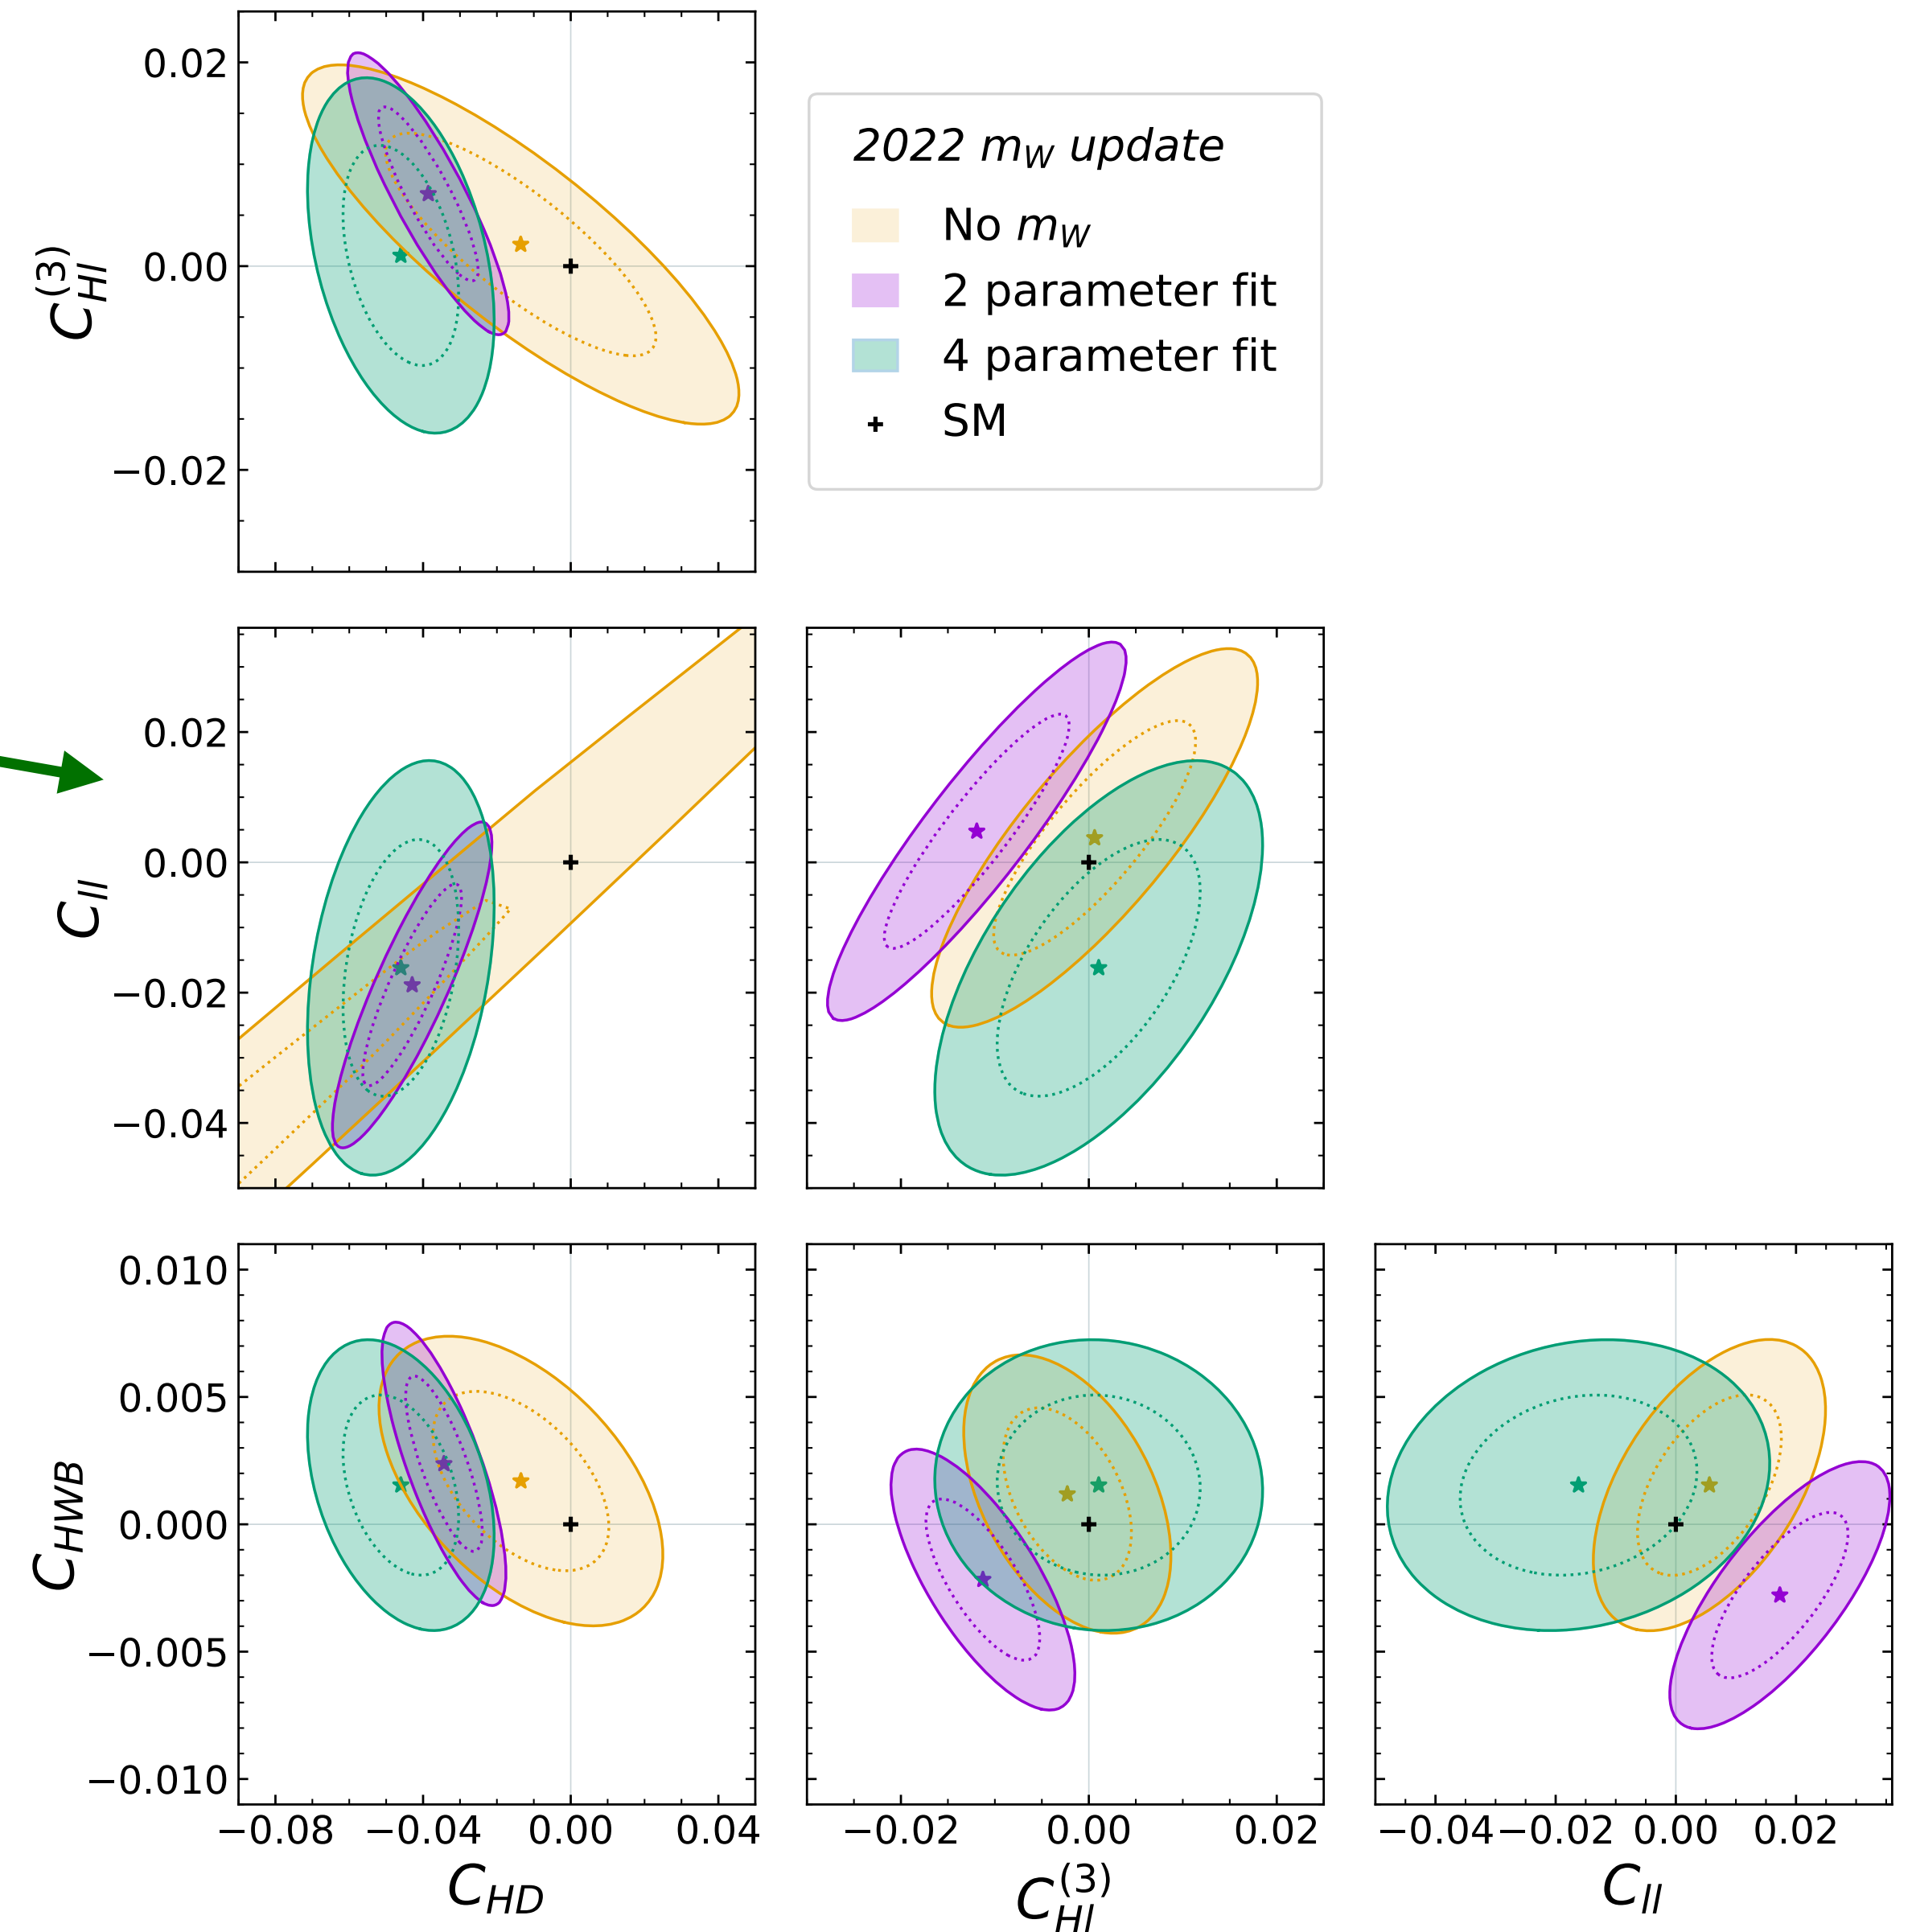 0.02
0.00
−0.02
C_{Hl}^{(3)}
2022 m_W update
No m_W
2 parameter fit
4 parameter fit
SM
0.02
0.00
−0.02
−0.04
C_{ll}
0.010
0.005
0.000
−0.005
−0.010
C_{HWB}
−0.08 −0.04 0.00 0.04
−0.02 0.00 0.02
−0.04 −0.02 0.00 0.02
C_{HD}
C_{Hl}^{(3)}
C_{ll}